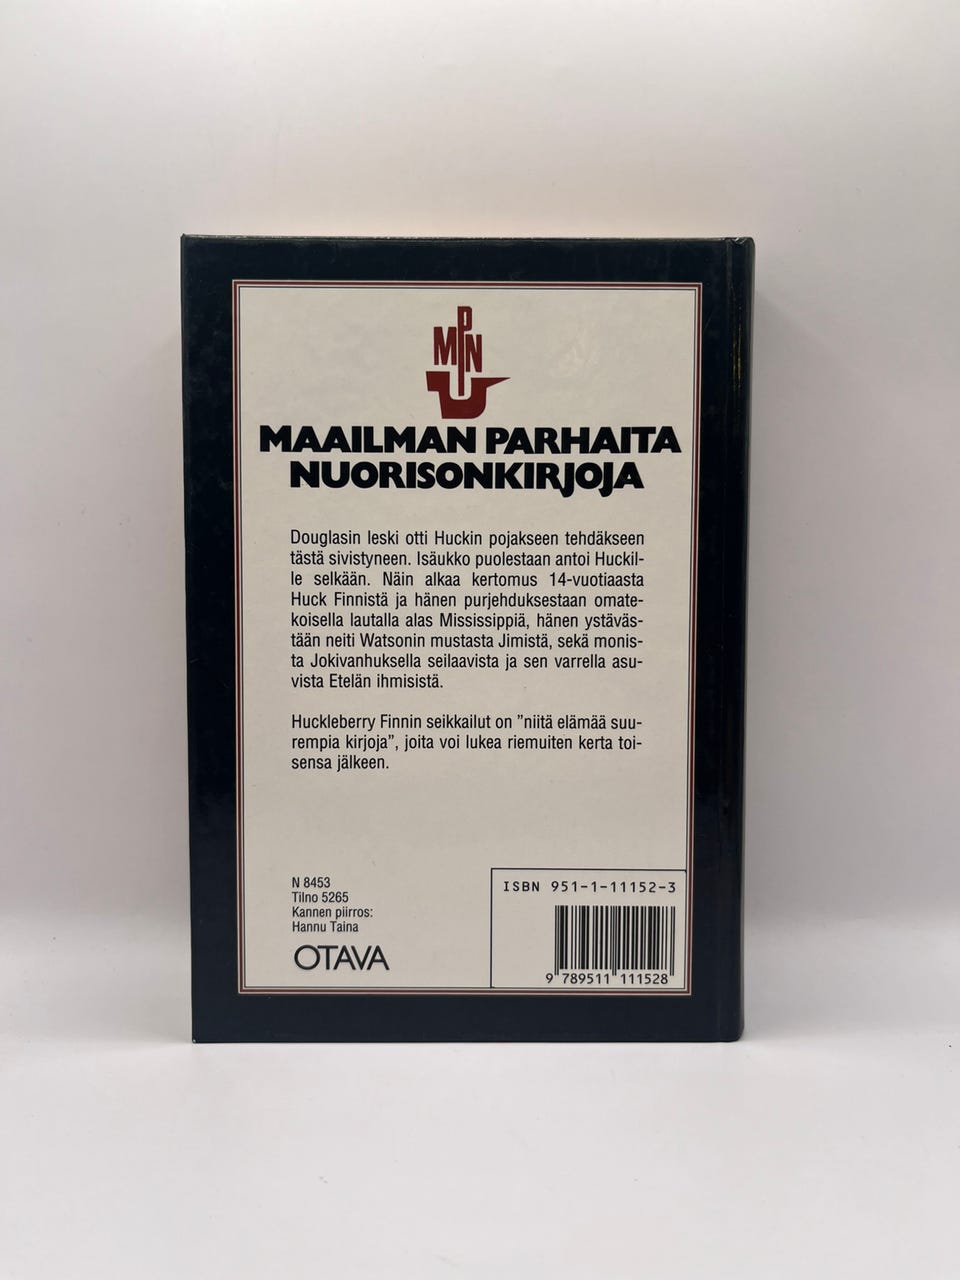 MPN
MAAILMAN PARHAITA
NUORISONKIRJOJA
Douglasin leski otti Huckin pojakseen tehdäkseen
tästä sivistyneen. Isäukko puolestaan antoi Huckil-
le selkään. Näin alkaa kertomus 14-vuotiaasta
Huck Finnistä ja hänen purjehduksestaan omate-
koisella lautalla alas Mississippiä, hänen ystäväs-
tään neiti Watsonin mustasta Jimistä, sekä monis-
ta Jokivanhuksella seilaavista ja sen varrella asu-
vista Etelän ihmisistä.
Huckleberry Finnin seikkailut on ”niitä elämää suu-
rempia kirjoja”, joita voi lukea riemuiten kerta toi-
sensa jälkeen.
N 8453
Tilno 5265
Kannen piirros:
Hannu Taina
OTAVA
ISBN 951-1-11152-3
9 789511 111528